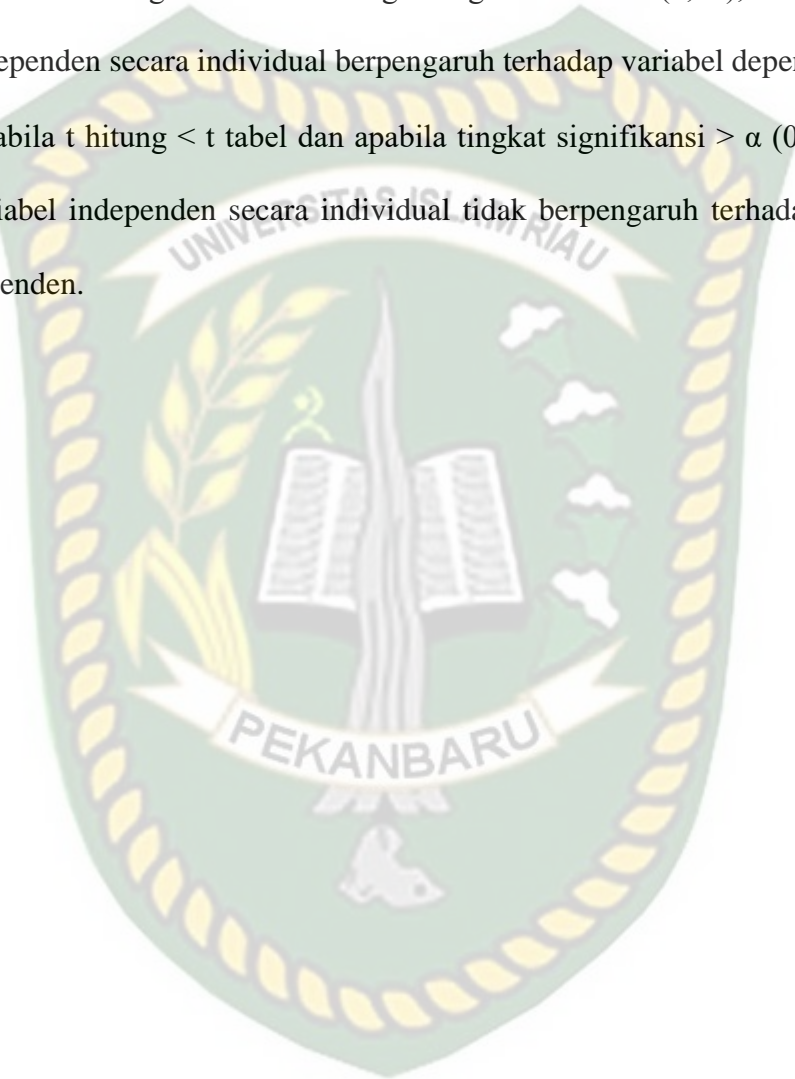 ependen secara individual berpengaruh terhadap variabel depen
abila t hitung < t tabel dan apabila tingkat signifikansi > α (0
iabel independen secara individual tidak berpengaruh terhada
enden.
UNIVERSITAS ISLAM RIAU
PEKANBARU